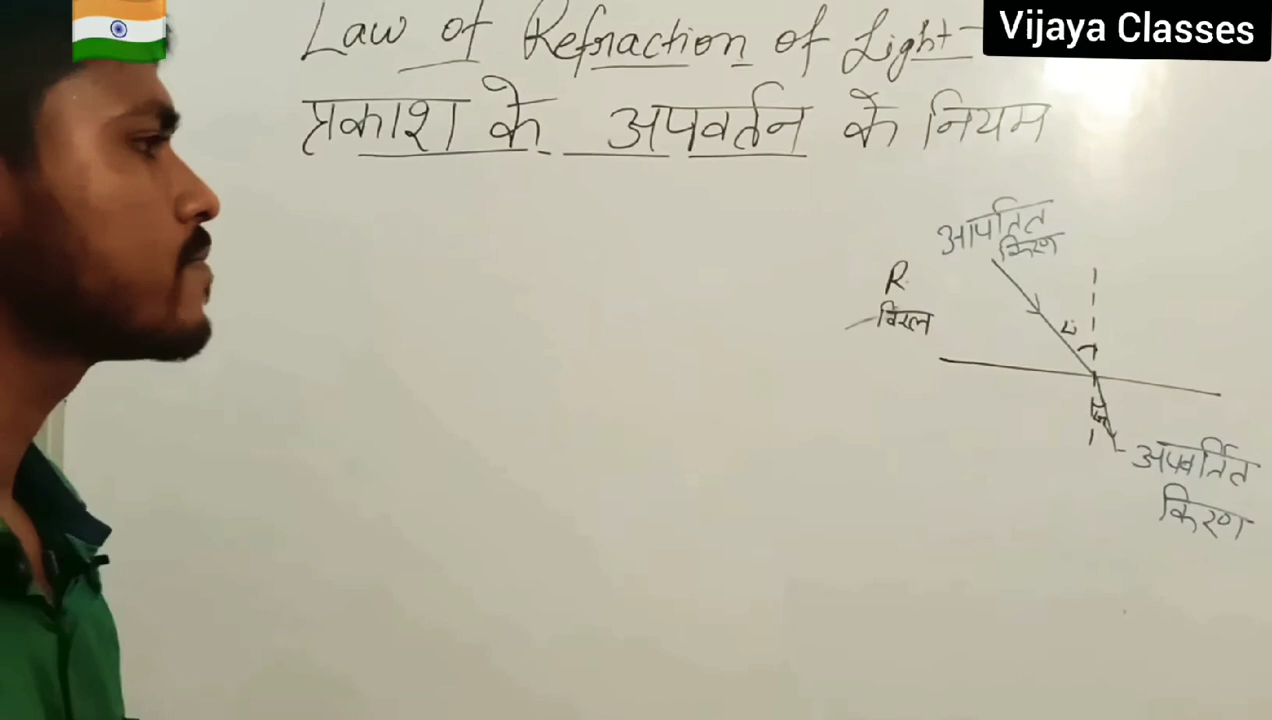 Law of Refraction of Light -
Vijaya Classes
प्रकाश के अपवर्तन के नियम
आपतित
किरण
R
विरल
i
r
अपवर्तित
किरण